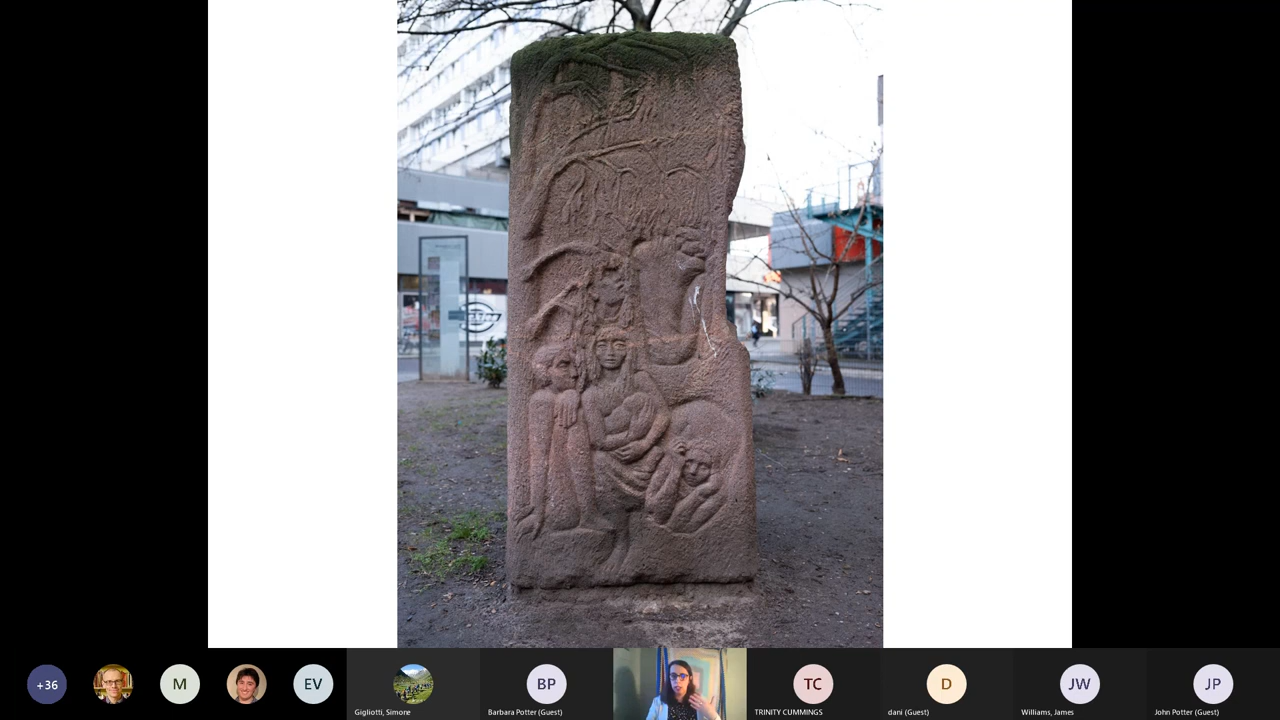 +36
M
EV
Gigliotti, Simone
BP
Barbara Potter (Guest)
TC
TRINITY CUMMINGS
D
dani (Guest)
JW
Williams, James
JP
John Potter (Guest)